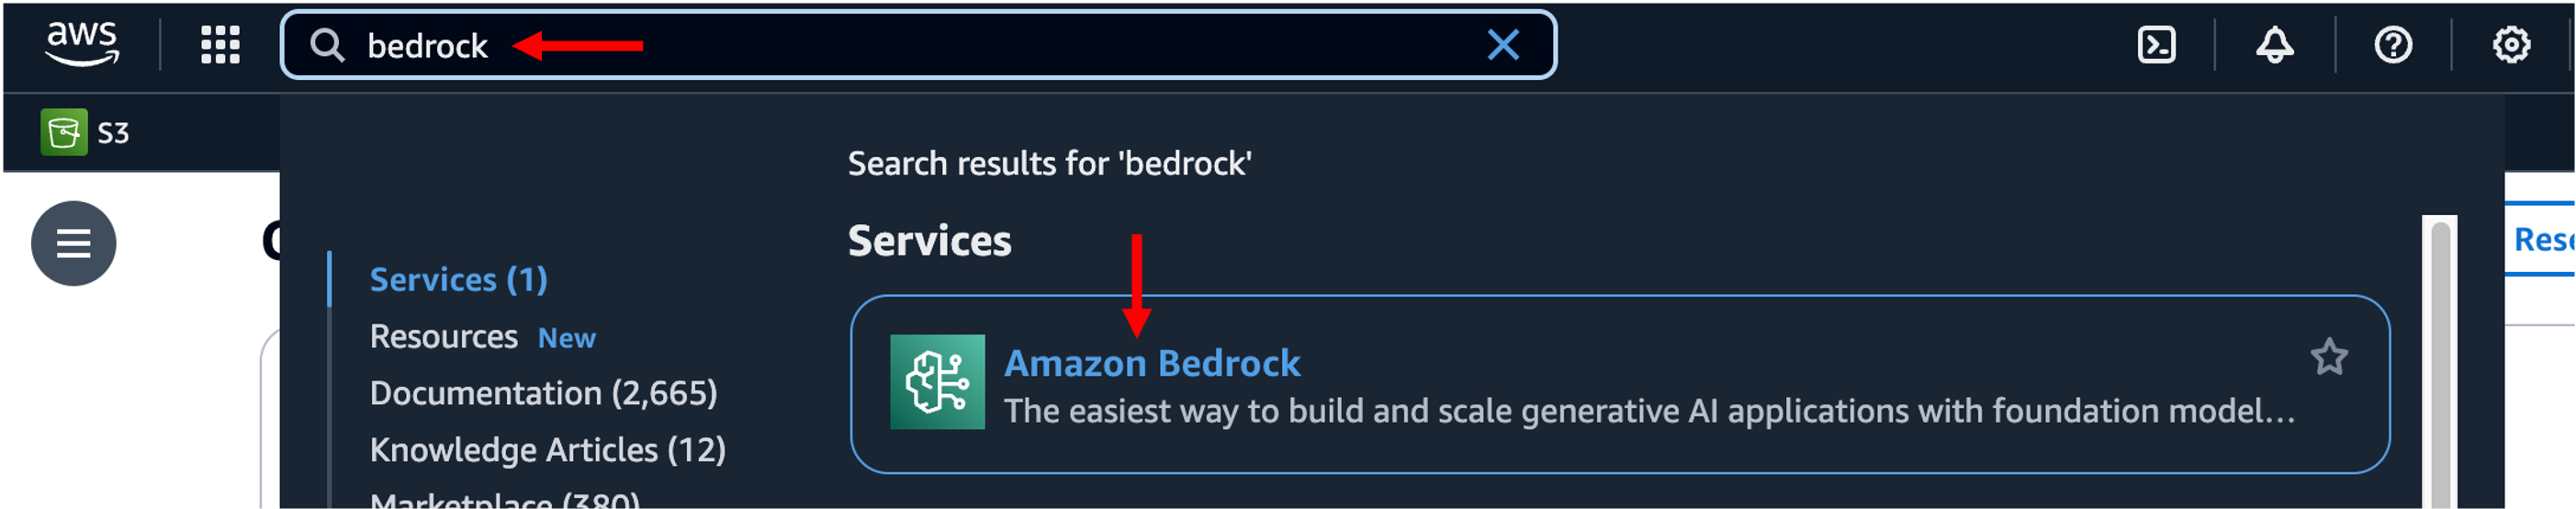 aws
bedrock
S3
Search results for 'bedrock'
Services
Services (1)
Resources New
Documentation (2,665)
Knowledge Articles (12)
Marketplace (380)
Amazon Bedrock
The easiest way to build and scale generative AI applications with foundation model...